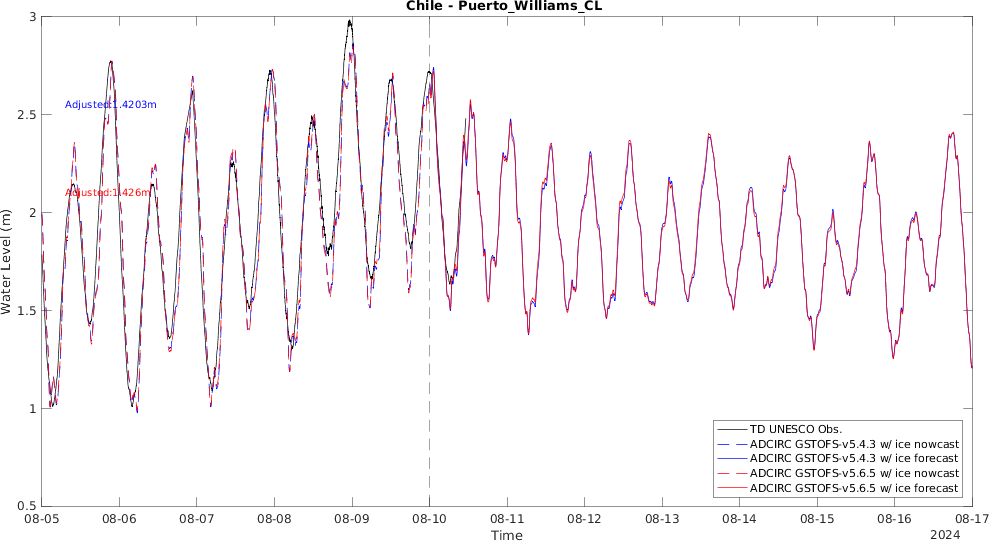 Chile - Puerto_Williams_CL
3
2.5
2
1.5
1
0.5
Water Level (m)
Adjusted:1.4203m
Adjusted:1.426m
TD UNESCO Obs.
ADCIRC GSTOFS-v5.4.3 w/ ice nowcast
ADCIRC GSTOFS-v5.4.3 w/ ice forecast
ADCIRC GSTOFS-v5.6.5 w/ ice nowcast
ADCIRC GSTOFS-v5.6.5 w/ ice forecast
08-05 08-06 08-07 08-08 08-09 08-10 08-11 08-12 08-13 08-14 08-15 08-16 08-17
Time
2024